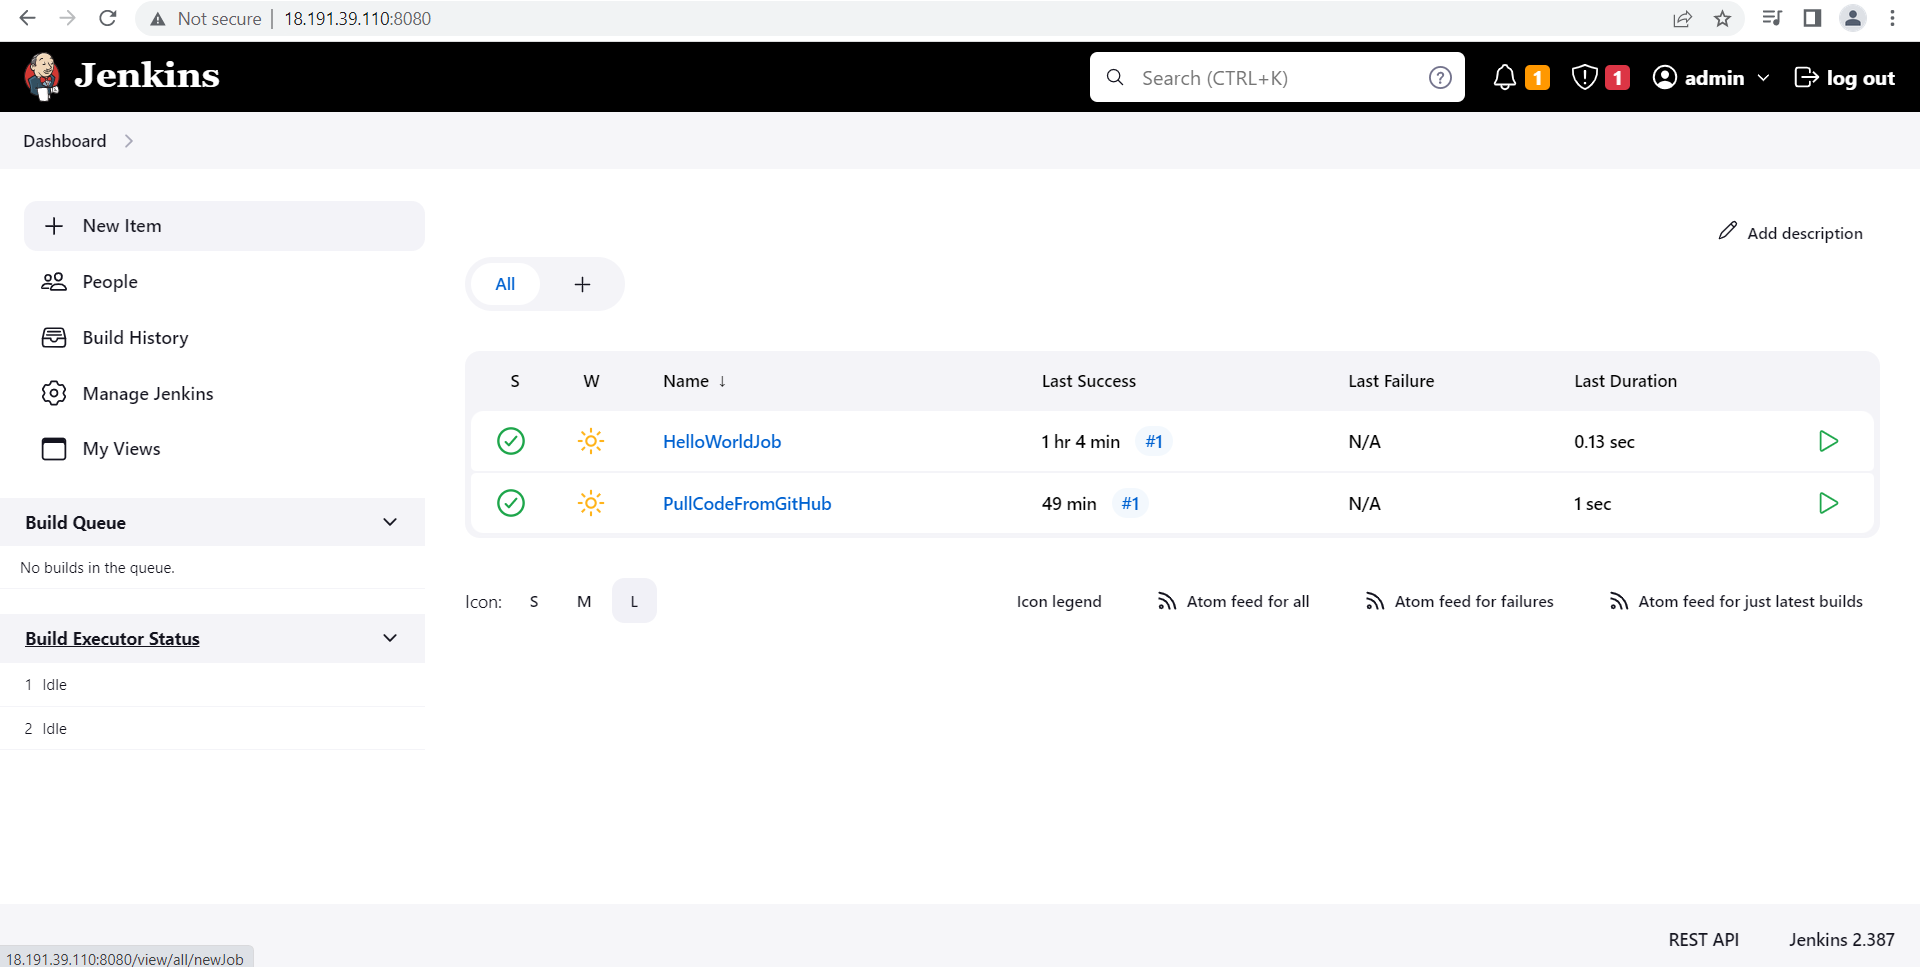 Not secure | 18.191.39.110:8080
Jenkins
Search (CTRL+K)
?
1
1
admin
log out
Dashboard
New Item
People
Build History
Manage Jenkins
My Views
Build Queue
No builds in the queue.
Build Executor Status
1 Idle
2 Idle
Add description
All +
S W Name ↓ Last Success Last Failure Last Duration
HelloWorldJob 1 hr 4 min #1 N/A 0.13 sec
PullCodeFromGitHub 49 min #1 N/A 1 sec
Icon: S M L
Icon legend
Atom feed for all
Atom feed for failures
Atom feed for just latest builds
REST API
Jenkins 2.387
18.191.39.110:8080/view/all/newJob